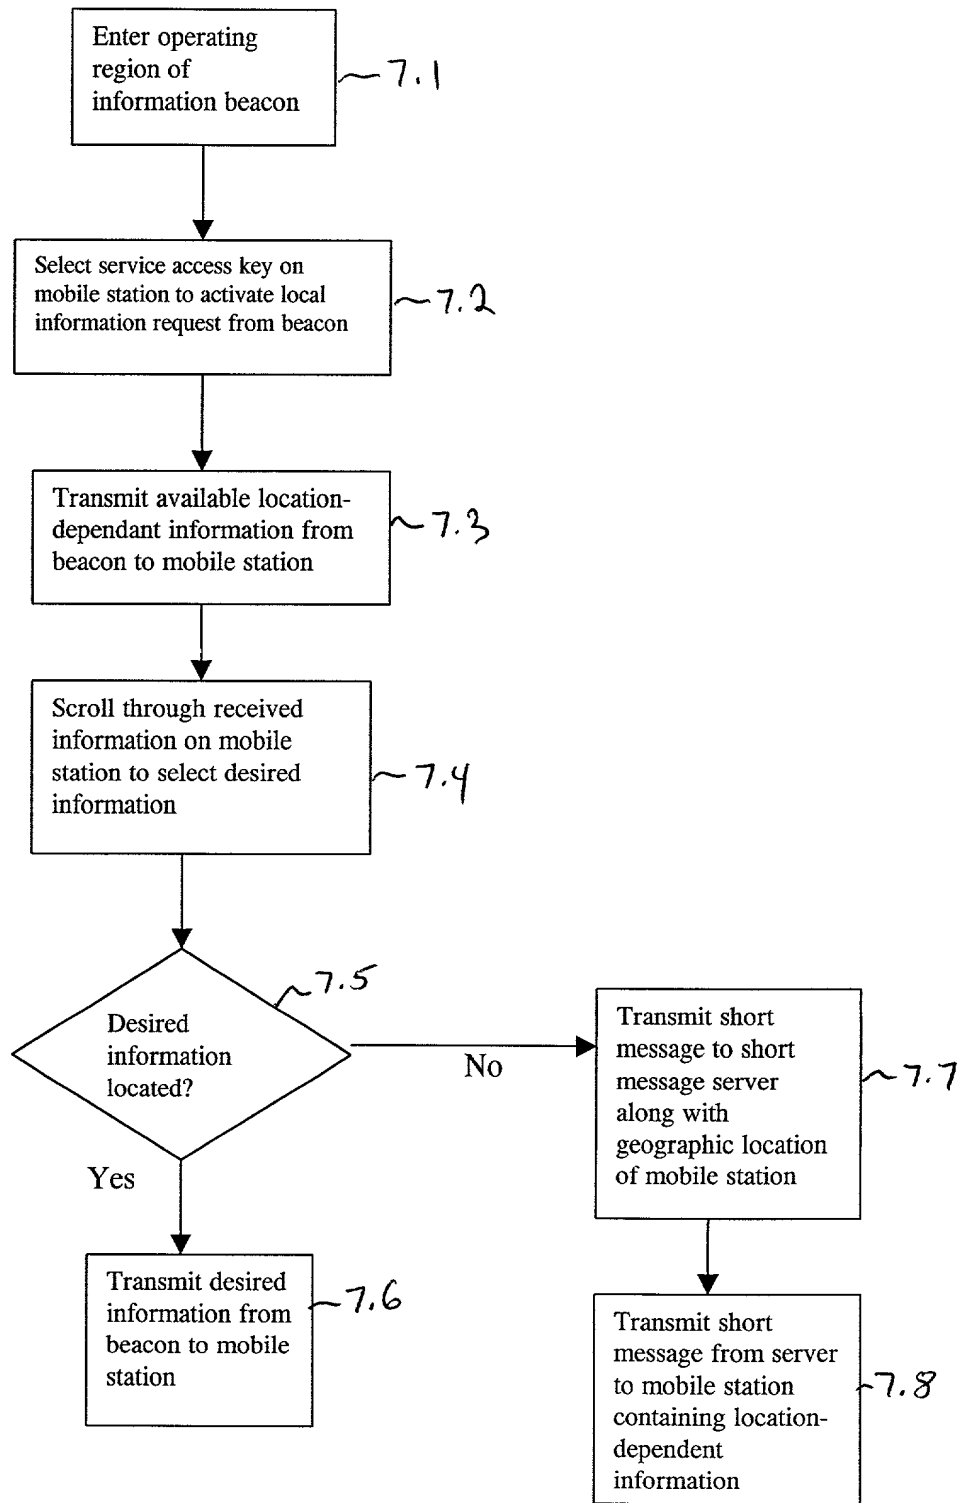 Enter operating
region of
information beacon
7.1
Select service access key on
mobile station to activate local
information request from beacon
7.2
Transmit available location-
dependant information from
beacon to mobile station
7.3
Scroll through received
information on mobile
station to select desired
information
7.4
7.5
Desired
information
located?
No
Yes
Transmit short
message to short
message server
along with
geographic location
of mobile station
7.7
Transmit desired
information from
beacon to mobile
station
7.6
Transmit short
message from server
to mobile station
containing location-
dependent
information
7.8